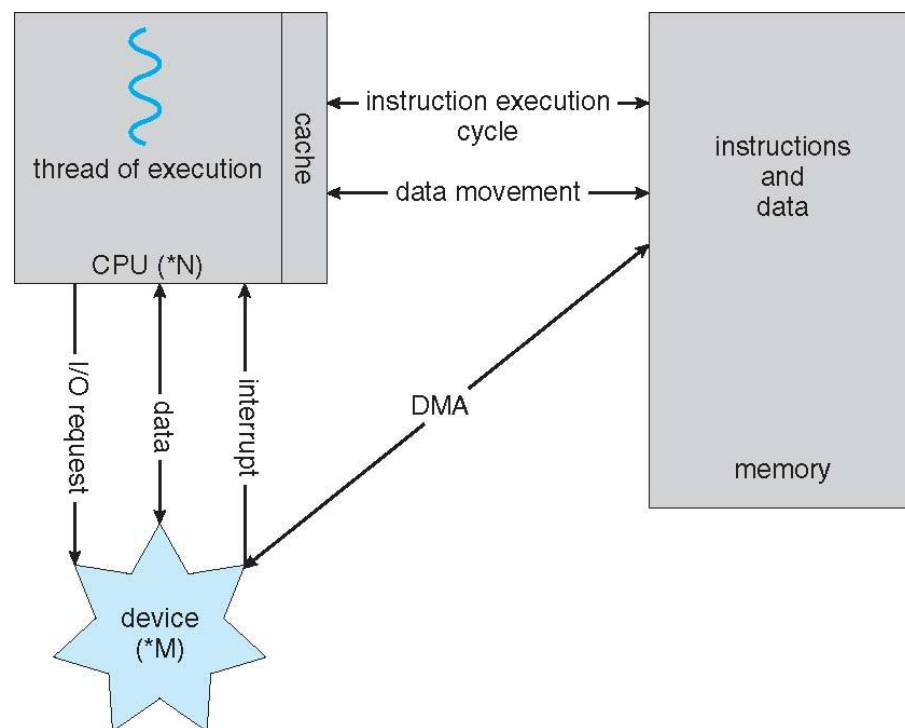 thread of execution
cache
CPU (*N)
instruction execution
cycle
data movement
instructions
and
data
memory
I/O request
data
interrupt
DMA
device
(*M)